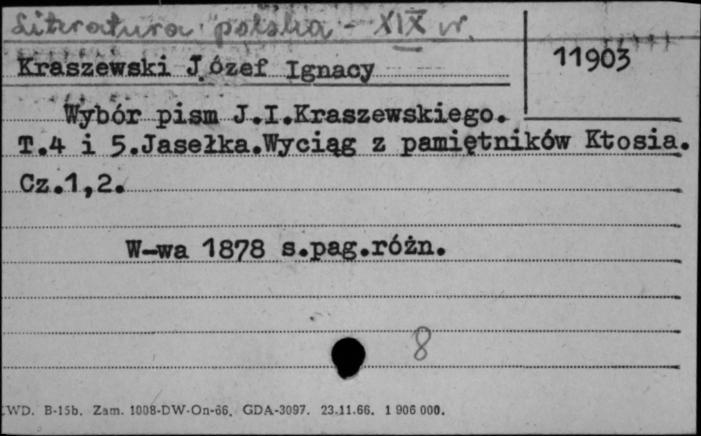 Literatura polska - XIX w.
Kraszewski Józef Ignacy
11903
Wybór pism J.I.Kraszewskiego.
T.4 i 5.Jasełka.Wyciąg z pamiętników Ktosia.
Cz.1,2.
W-wa 1878 s.pag.różn.
8
WD. B-15b. Zam. 1008-DW-On-66. GDA-3097. 23.11.66. 1 906 000.